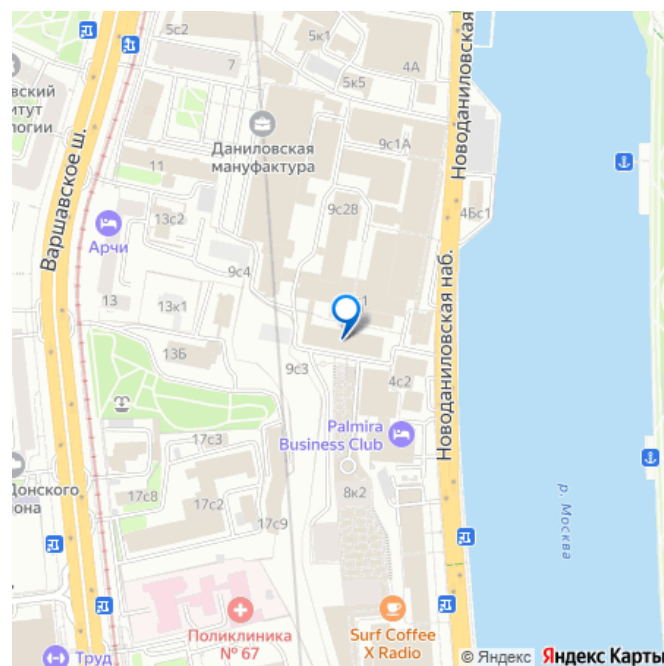 5с2
5к1
Новоданиловская
7
4А
вский
итут
логии
5к5
Варшавское ш.
Даниловская
мануфактура
9с1А
11
9с28
13с2
4Бс1
Арчи
9с4
13
13к1
к1
Новоданиловская наб.
13Б
9с3
4с2
Palmira
Business Club
17с3
Донского
она
17с8
17с2
8к2
17с9
р. Москва
Поликлиника
№ 67
Surf Coffee
X Radio
Труд
© Яндекс Яндекс Карты